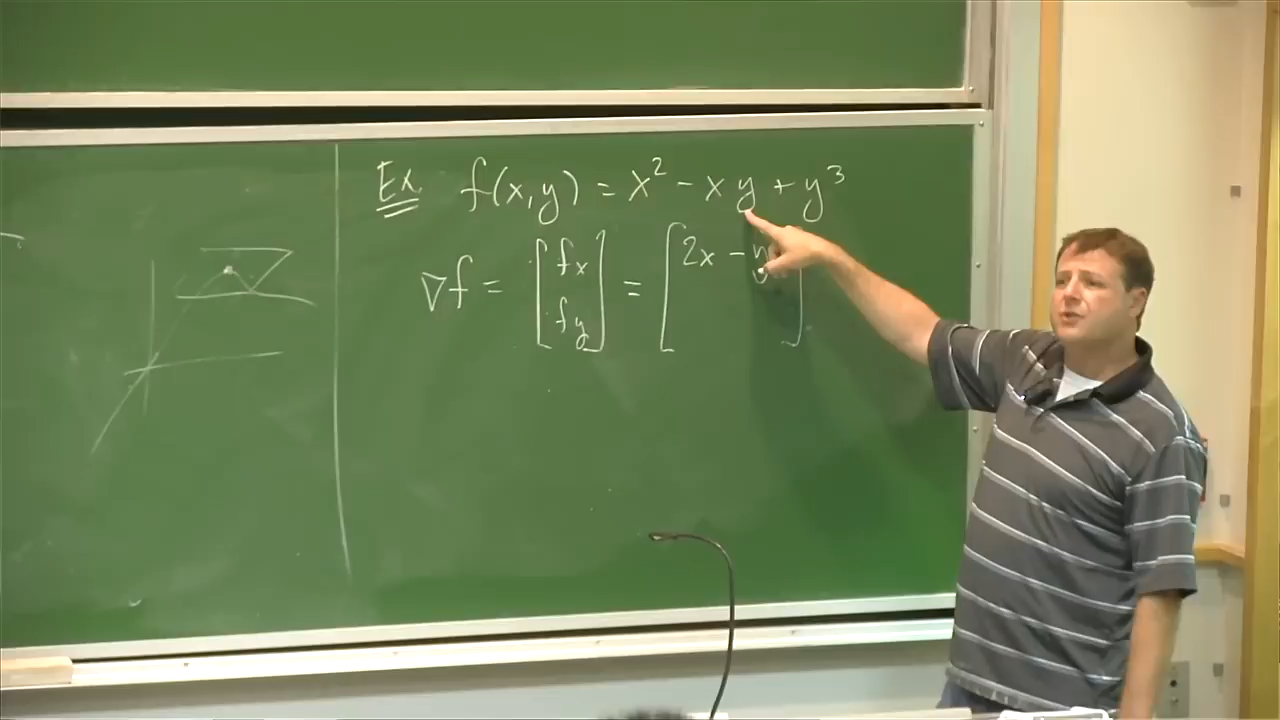 Ex f(x,y) = x² - xy + y³
∇f = [fx fy] = [2x - y]